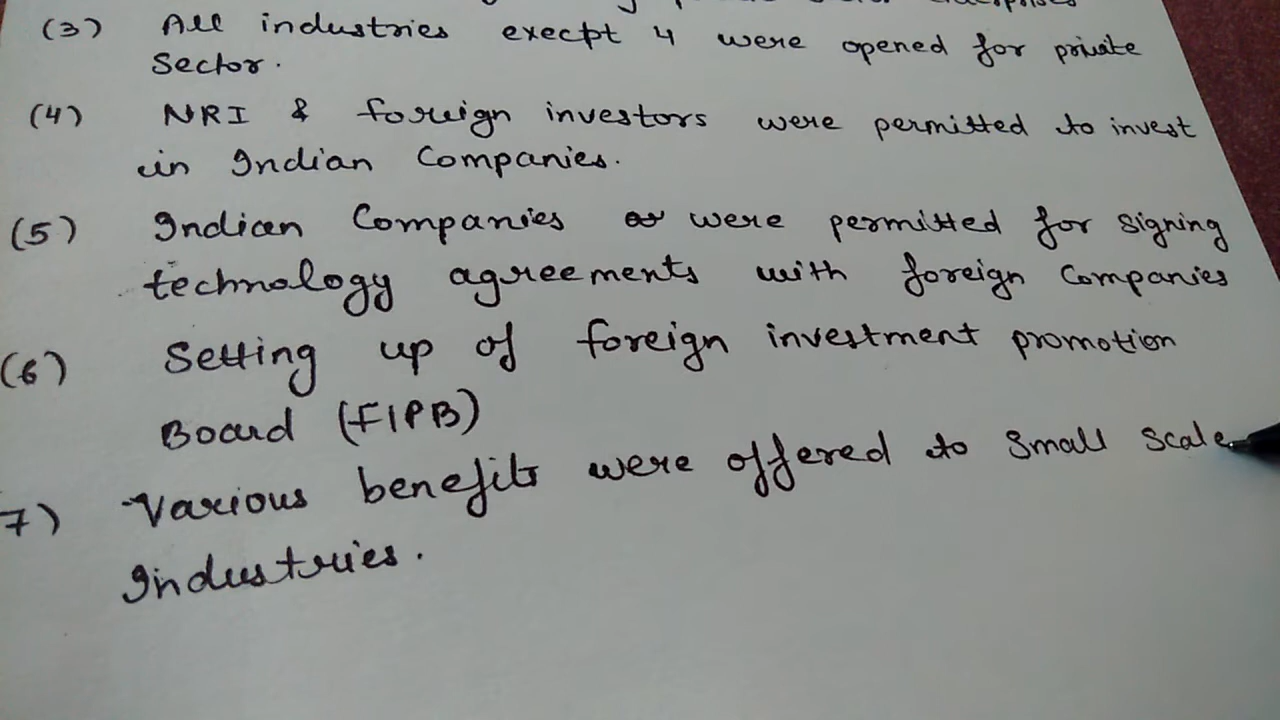 (3) All industries execpt 4 were opened for private
Sector.
(4) NRI & foreign investors were permitted to invest
in Indian Companies.
(5) Indian Companies were permitted for signing
technology agreements with foreign Companies
(6) Setting up of foreign investment promotion
Board (FIPB)
7) Various benefits were offered to small scale
Industries.